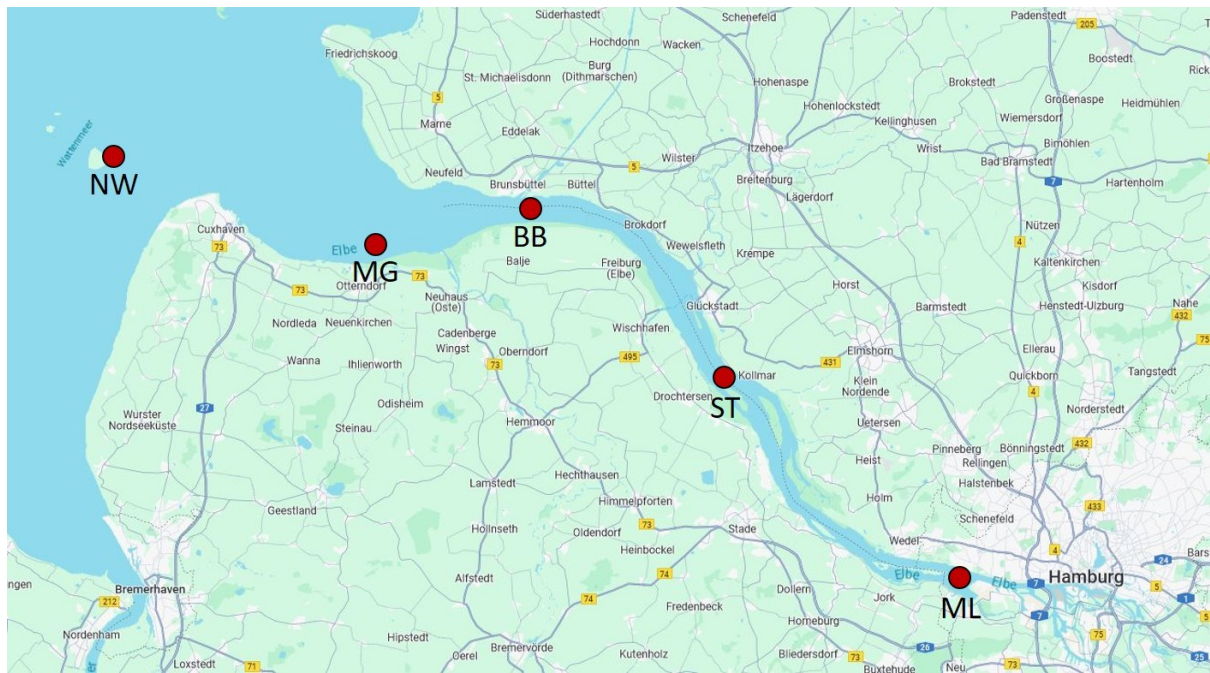 Süderhastedt
Schenefeld
Padenstedt
205
Friedrichskoog
Hochdonn
Wacken
Boostedt
Burg
(Dithmarschen)
Hohenaspe
Brokstedt
St. Michaelisdonn
5
Großenaspe
Hohenlockstedt
Heidmühlen
Marne
Eddelak
Kellinghusen
Wiemersdorf
Wattenmeer
Itzehoe
Bimöhlen
Wilster
Wrist
Bad Bramstedt
NW
Neufeld
5
Breitenburg
7
Hartenholm
Brunsbüttel
Büttel
Lägerdorf
Cuxhaven
BB
Brokdorf
Nützen
73
Elbe
Wewelsfleth
4
MG
Balje
Freiburg
(Elbe)
Krempe
Kaltenkirchen
73
Otterndorf
73
Horst
Kisdorf
Neuhaus
(Oste)
Glückstadt
Barmstedt
Henstedt-Ulzburg
Nahe
432
Nordleda
Neuenkirchen
Wischhafen
Cadenberge
Wingst
Oberndorf
495
431
Elmshorn
Ellerau
75
Wanna
Ihlienworth
73
Kollmar
Quickborn
Tangstedt
Klein
Nordende
4
27
Odisheim
ST
Drochtersen
Wurster
Nordseeküste
Steinau
Hemmoor
Uetersen
Norderstedt
432
Pinneberg
Bönningstedt
Rellingen
Heist
Hechthausen
Halstenbek
Lamstedt
Holm
433
Geestland
Himmelpforten
73
Schenefeld
Hollnseth
Oldendorf
Stade
Wedel
4
Heinbockel
24
Bremerhaven
Alfstedt
74
Elbe
Elbe
7
Hamburg
5
212
74
Dollern
Jork
1
Fredenbeck
ML
7
Nordenham
Horneburg
75
Hipstedt
26
Bremervörde
73
Bliedersdorf
Loxstedt
71
Oerel
Kutenholz
Buxtehude
Neu
73
25